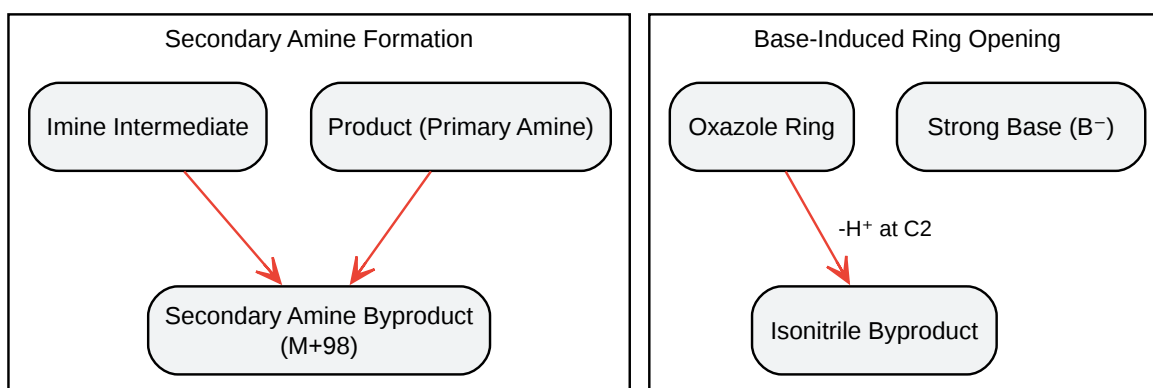 Secondary Amine Formation
Imine Intermediate
Product (Primary Amine)
Secondary Amine Byproduct
(M+98)
Base-Induced Ring Opening
Oxazole Ring
Strong Base (B⁻)
-H⁺ at C2
Isonitrile Byproduct